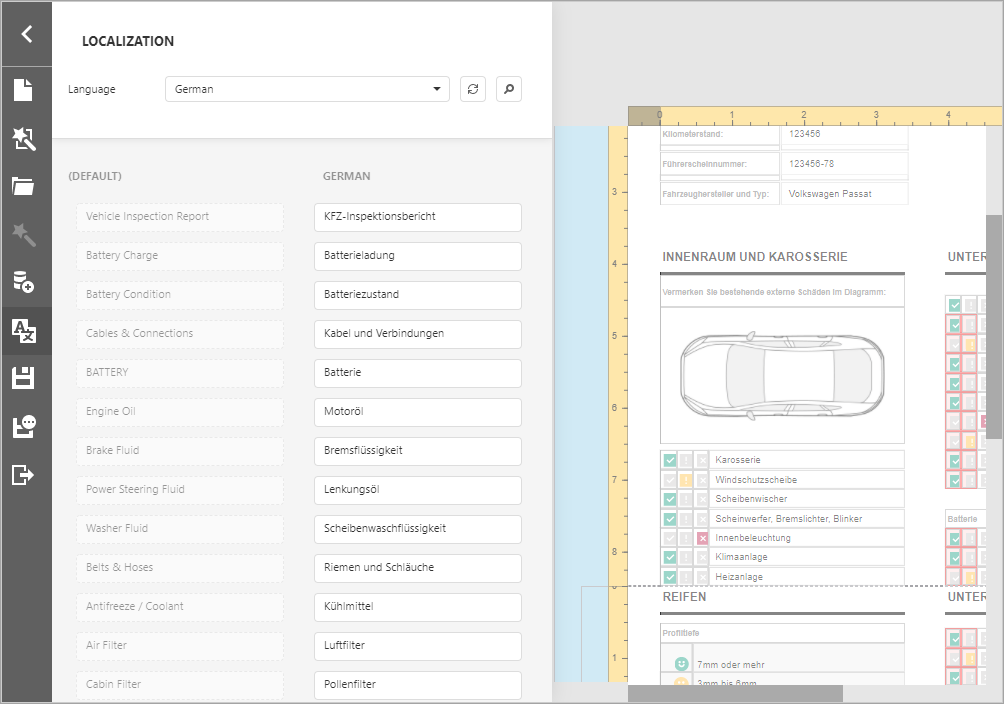 LOCALIZATION
Language
German
(DEFAULT) GERMAN
Vehicle Inspection Report KFZ-Inspektionsbericht
Battery Charge Batterieladung
Battery Condition Batteriezustand
Cables & Connections Kabel und Verbindungen
BATTERY Batterie
Engine Oil Motoröl
Brake Fluid Bremsflüssigkeit
Power Steering Fluid Lenkungsöl
Washer Fluid Scheibenwaschflüssigkeit
Belts & Hoses Riemen und Schläuche
Antifreeze / Coolant Kühlmittel
Air Filter Luftfilter
Cabin Filter Pollenfilter
0 1 2 3 4
3
4
5
6
7
8
1
Kilometerstand: 123456
Führerscheinnummer: 123456-78
Fahrzeughersteller und Typ: Volkswagen Passat
INNENRAUM UND KAROSSERIE
Vermerken Sie bestehende externe Schäden im Diagramm:
Karosserie
Windschutzscheibe
Scheibenwischer
Scheinwerfer, Bremslichter, Blinker
Innenbeleuchtung
Klimaanlage
Heizanlage
REIFEN
Profiltiefe
7mm oder mehr
3mm bis 6mm
UNTER
Batterie
UNTER